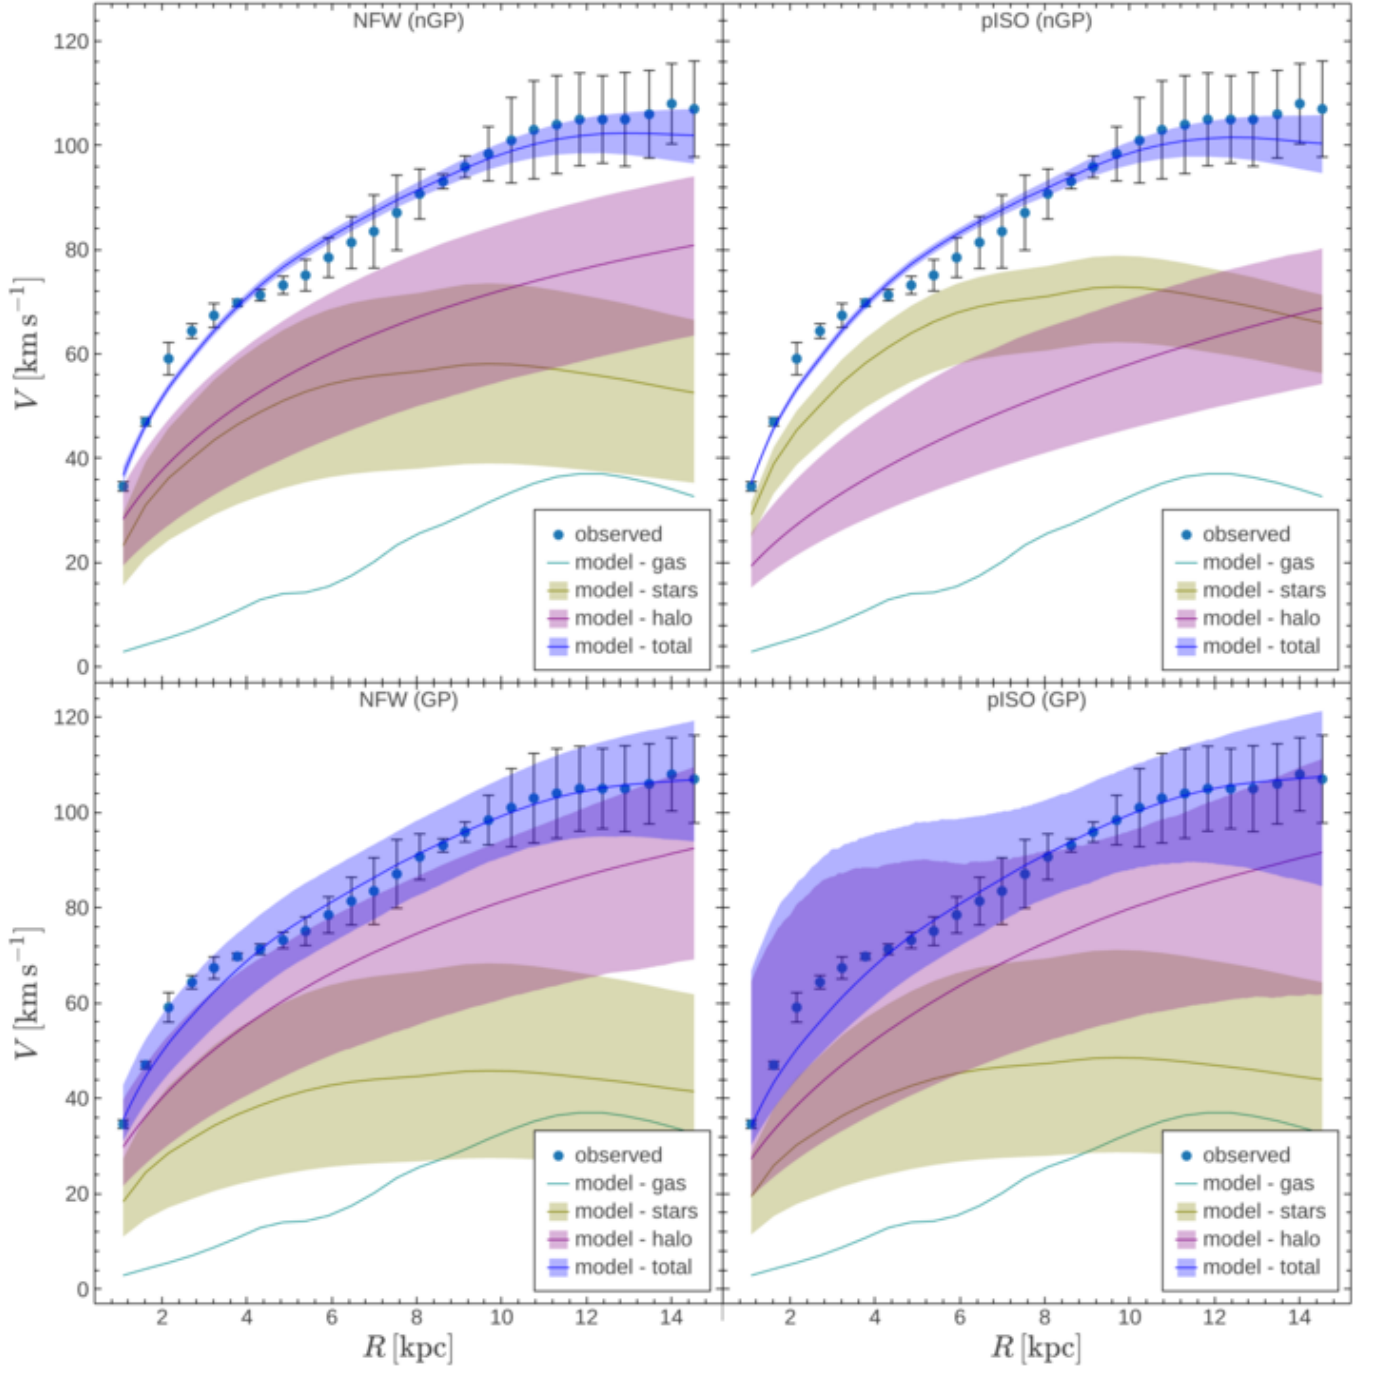 NFW (nGP)
pISO (nGP)
120
100
80
60
40
20
0
V [km s⁻¹]
observed
model - gas
model - stars
model - halo
model - total
observed
model - gas
model - stars
model - halo
model - total
NFW (GP)
pISO (GP)
120
100
80
60
40
20
0
V [km s⁻¹]
observed
model - gas
model - stars
model - halo
model - total
observed
model - gas
model - stars
model - halo
model - total
2 4 6 8 10 12 14
2 4 6 8 10 12 14
R [kpc]
R [kpc]